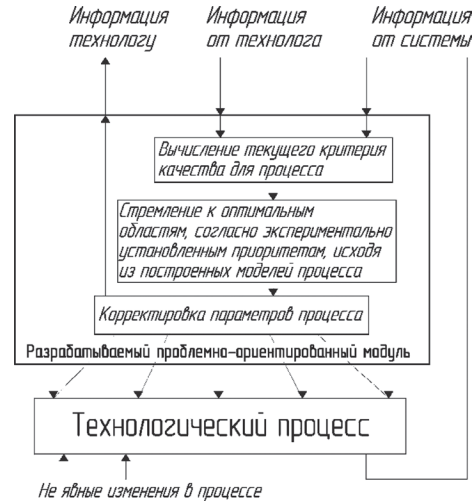 Информация
технологу
Информация
от технолога
Информация
от системы
Вычисление текущего критерия
качества для процесса
Стремление к оптимальным
областям, согласно экспериментально
установленным приоритетам, исходя
из построенных моделей процесса
Корректировка параметров процесса
Разрабатываемый проблемно-ориентированный модуль
Технологический процесс
Не явные изменения в процессе